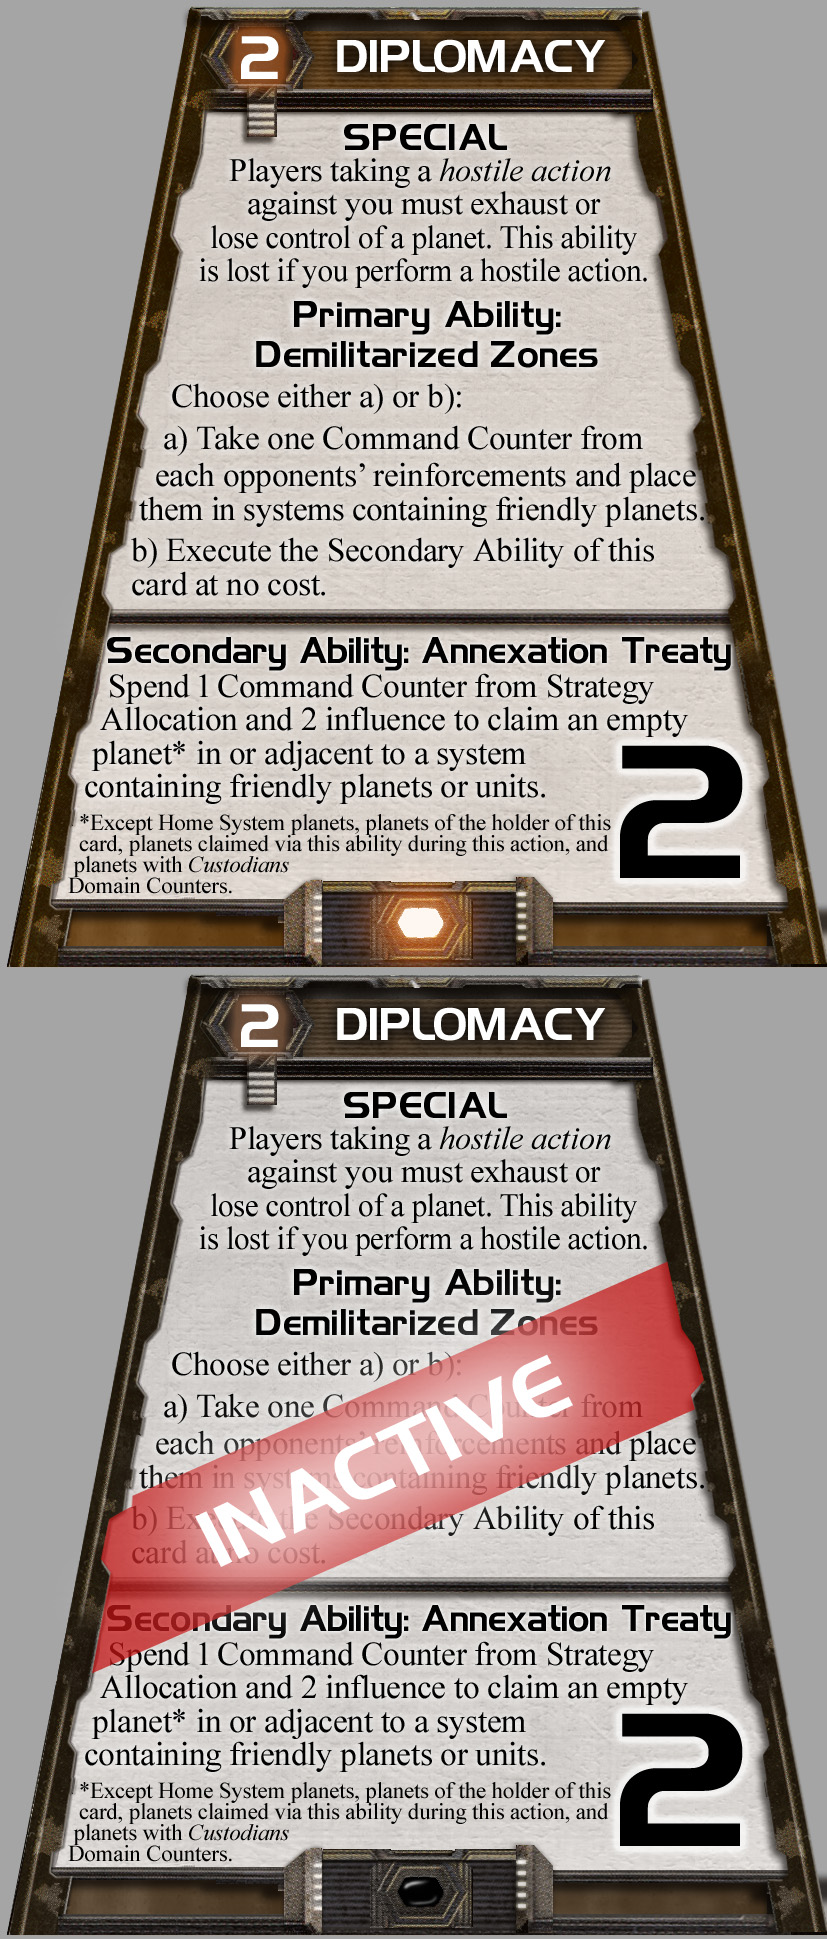 2 DIPLOMACY
SPECIAL
Players taking a hostile action
against you must exhaust or
lose control of a planet. This ability
is lost if you perform a hostile action.
Primary Ability:
Demilitarized Zones
Choose either a) or b):
a) Take one Command Counter from
each opponents' reinforcements and place
them in systems containing friendly planets.
b) Execute the Secondary Ability of this
card at no cost.
Secondary Ability: Annexation Treaty
Spend 1 Command Counter from Strategy
Allocation and 2 influence to claim an empty
planet* in or adjacent to a system
containing friendly planets or units.
*Except Home System planets, planets of the holder of this
card, planets claimed via this ability during this action, and
planets with Custodians
Domain Counters.
2
2 DIPLOMACY
SPECIAL
Players taking a hostile action
against you must exhaust or
lose control of a planet. This ability
is lost if you perform a hostile action.
Primary Ability:
Demilitarized Zones
Choose either a) or b):
a) Take one Command Counter from
each opponents' reinforcements and place
them in systems containing friendly planets.
b) Execute the Secondary Ability of this
card at no cost.
INACTIVE
Secondary Ability: Annexation Treaty
Spend 1 Command Counter from Strategy
Allocation and 2 influence to claim an empty
planet* in or adjacent to a system
containing friendly planets or units.
*Except Home System planets, planets of the holder of this
card, planets claimed via this ability during this action, and
planets with Custodians
Domain Counters.
2